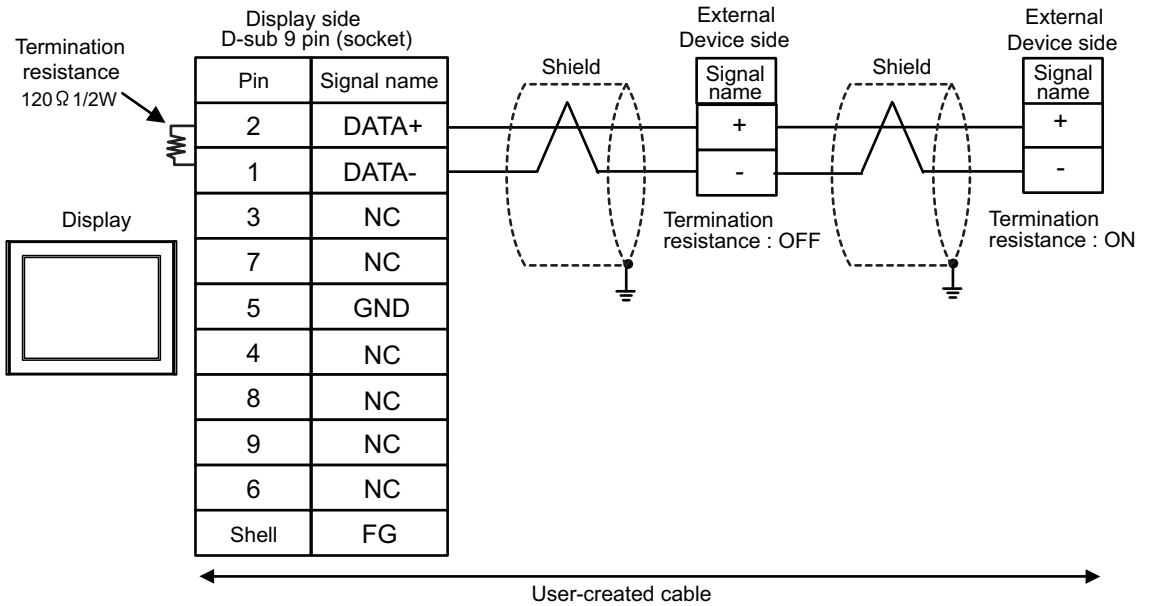 Display side
D-sub 9 pin (socket)
Termination
resistance
120Ω 1/2W
Display
Pin Signal name
2 DATA+
1 DATA-
3 NC
7 NC
5 GND
4 NC
8 NC
9 NC
6 NC
Shell FG
Shield
External
Device side
Signal
name
+
-
Termination
resistance : OFF
Shield
External
Device side
Signal
name
+
-
Termination
resistance : ON
User-created cable